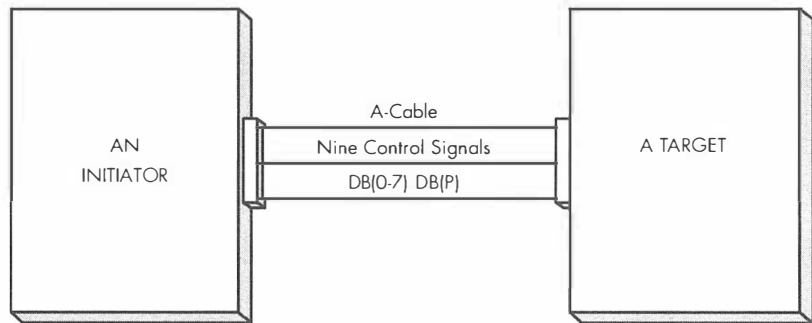 AN
INITIATOR
A-Cable
Nine Control Signals
DB(0-7) DB(P)
A TARGET